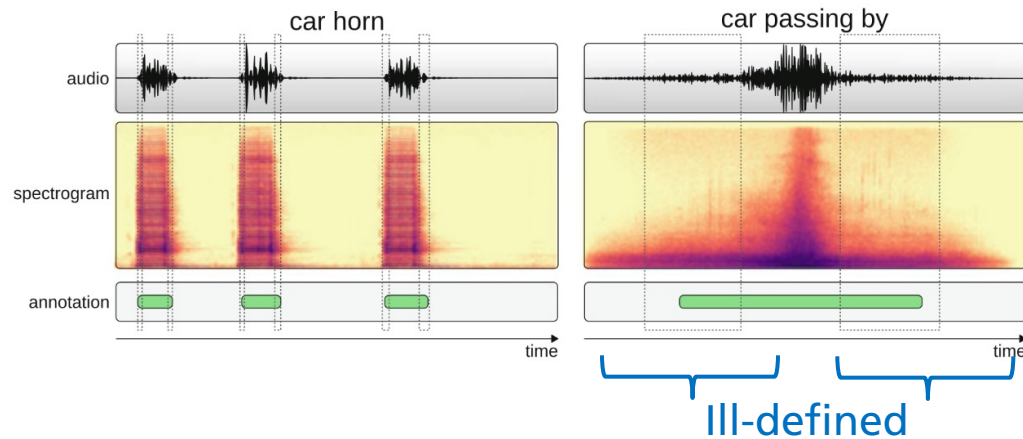 car horn
car passing by
audio
spectrogram
annotation
time
time
Ill-defined